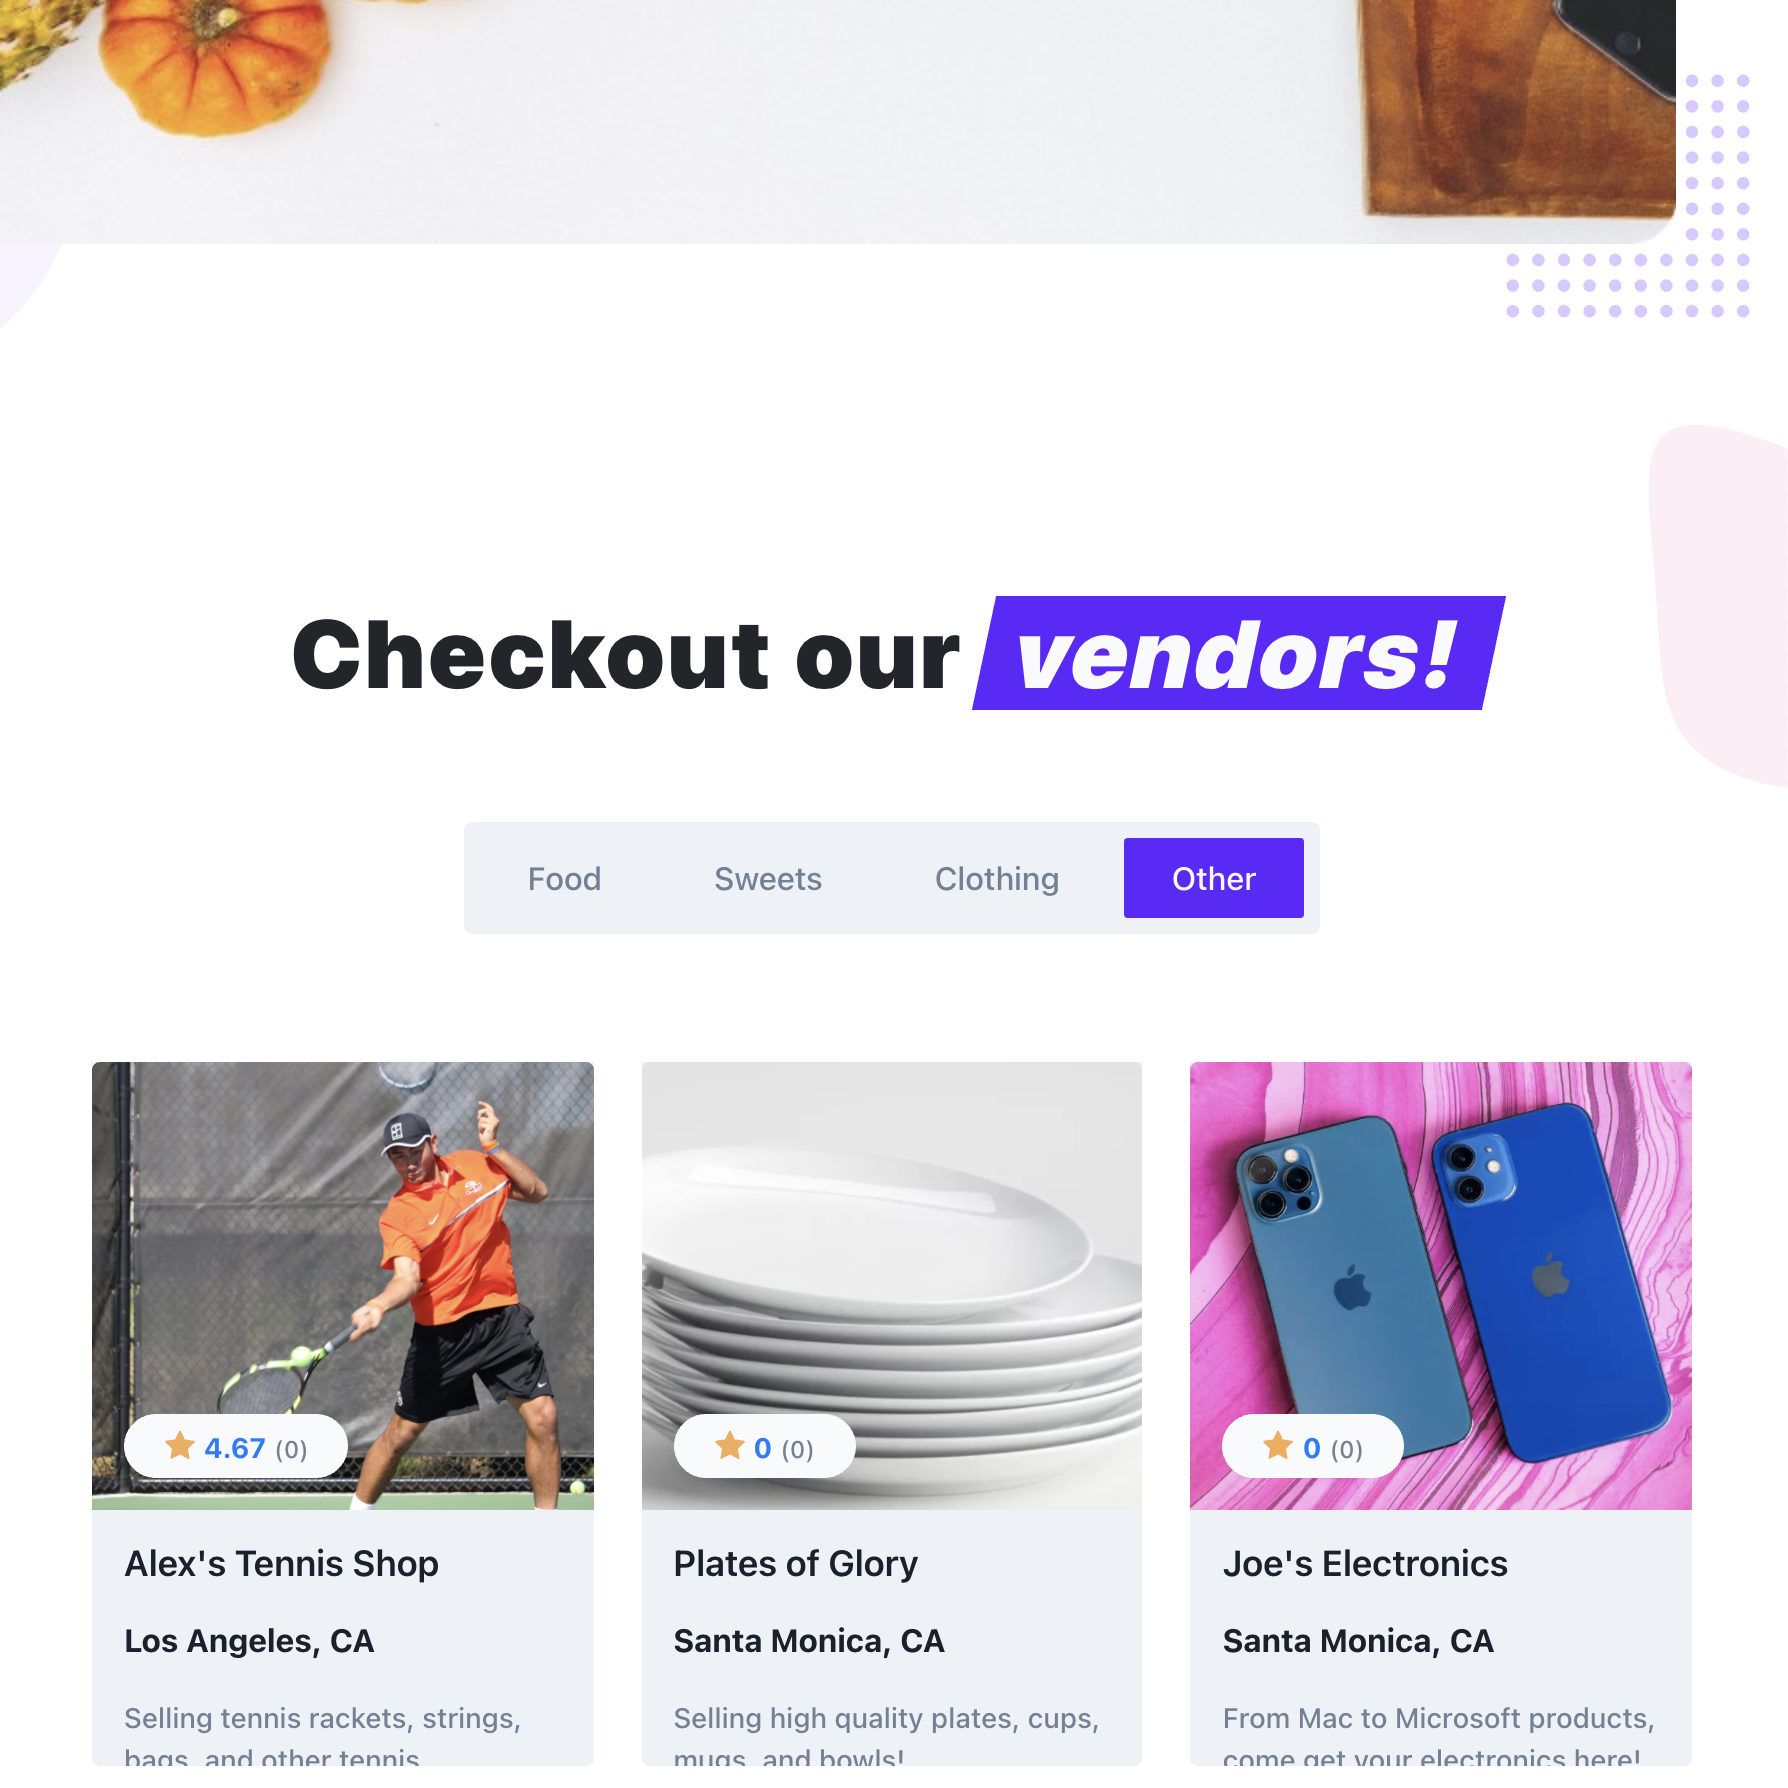 Checkout our vendors!
Food Sweets Clothing Other
4.67 (0)
0 (0)
0 (0)
Alex's Tennis Shop
Los Angeles, CA
Selling tennis rackets, strings,
bags, and other tennis
Plates of Glory
Santa Monica, CA
Selling high quality plates, cups,
mugs, and bowls!
Joe's Electronics
Santa Monica, CA
From Mac to Microsoft products,
come get your electronics here!